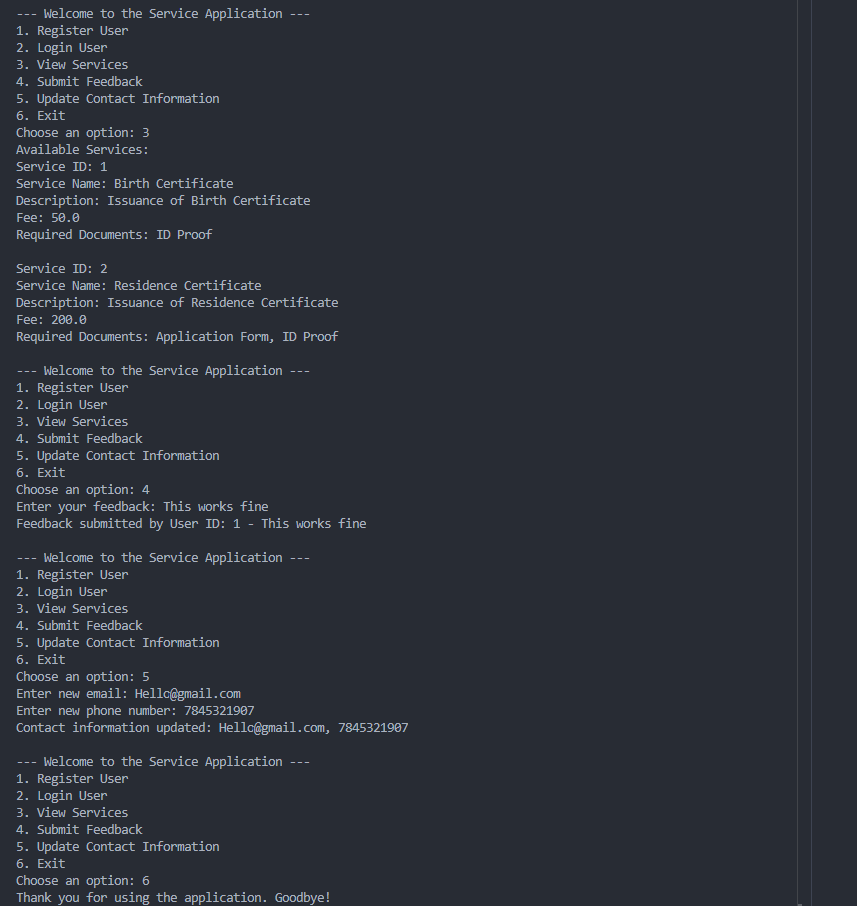 --- Welcome to the Service Application ---
1. Register User
2. Login User
3. View Services
4. Submit Feedback
5. Update Contact Information
6. Exit
Choose an option: 3
Available Services:
Service ID: 1
Service Name: Birth Certificate
Description: Issuance of Birth Certificate
Fee: 50.0
Required Documents: ID Proof
Service ID: 2
Service Name: Residence Certificate
Description: Issuance of Residence Certificate
Fee: 200.0
Required Documents: Application Form, ID Proof
--- Welcome to the Service Application ---
1. Register User
2. Login User
3. View Services
4. Submit Feedback
5. Update Contact Information
6. Exit
Choose an option: 4
Enter your feedback: This works fine
Feedback submitted by User ID: 1 - This works fine
--- Welcome to the Service Application ---
1. Register User
2. Login User
3. View Services
4. Submit Feedback
5. Update Contact Information
6. Exit
Choose an option: 5
Enter new email: Hello@gmail.com
Enter new phone number: 7845321907
Contact information updated: Hello@gmail.com, 7845321907
--- Welcome to the Service Application ---
1. Register User
2. Login User
3. View Services
4. Submit Feedback
5. Update Contact Information
6. Exit
Choose an option: 6
Thank you for using the application. Goodbye!